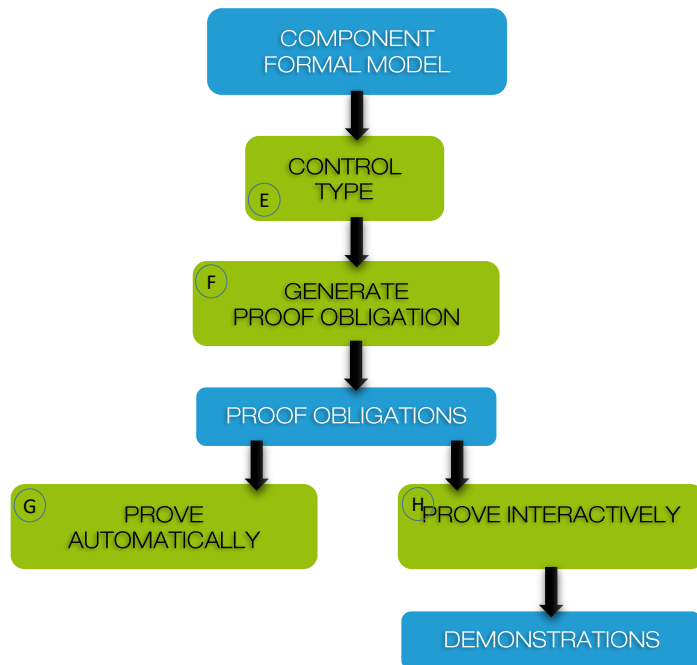 COMPONENT
FORMAL MODEL
CONTROL
TYPE
E
F
GENERATE
PROOF OBLIGATION
PROOF OBLIGATIONS
G
PROVE
AUTOMATICALLY
H
PROVE INTERACTIVELY
DEMONSTRATIONS